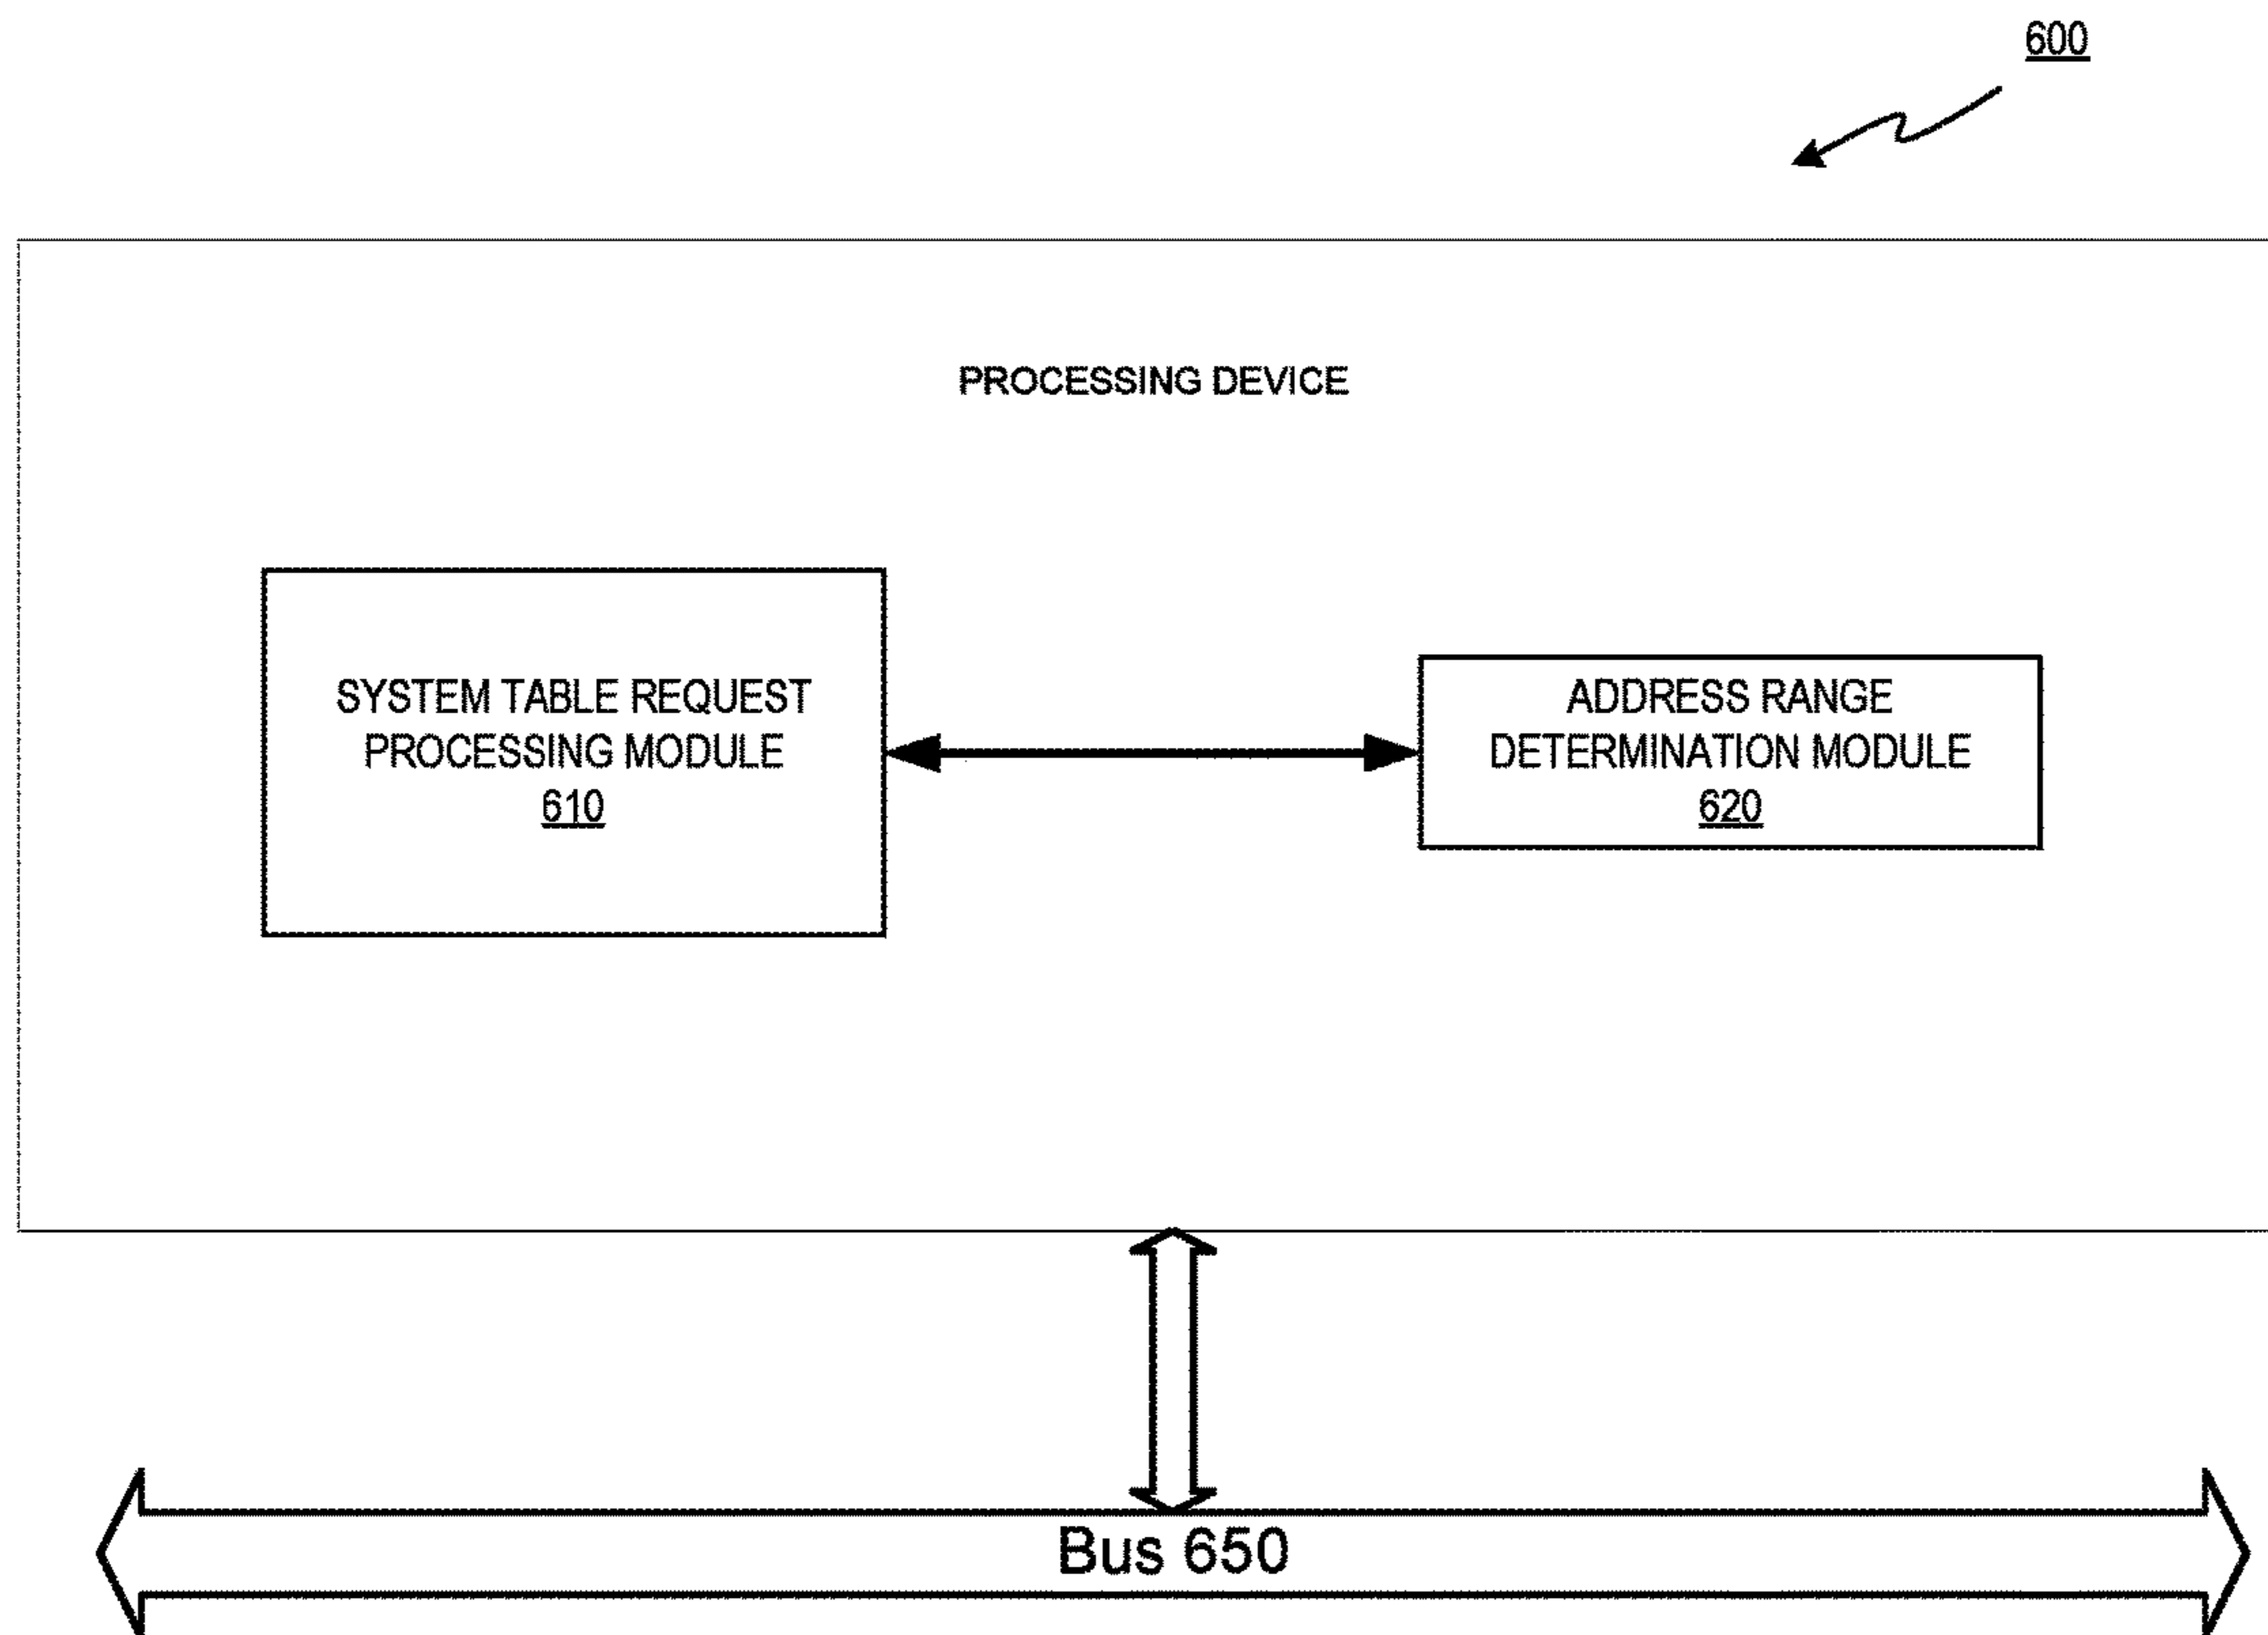 600
PROCESSING DEVICE
SYSTEM TABLE REQUEST
PROCESSING MODULE
610
ADDRESS RANGE
DETERMINATION MODULE
620
Bus 650